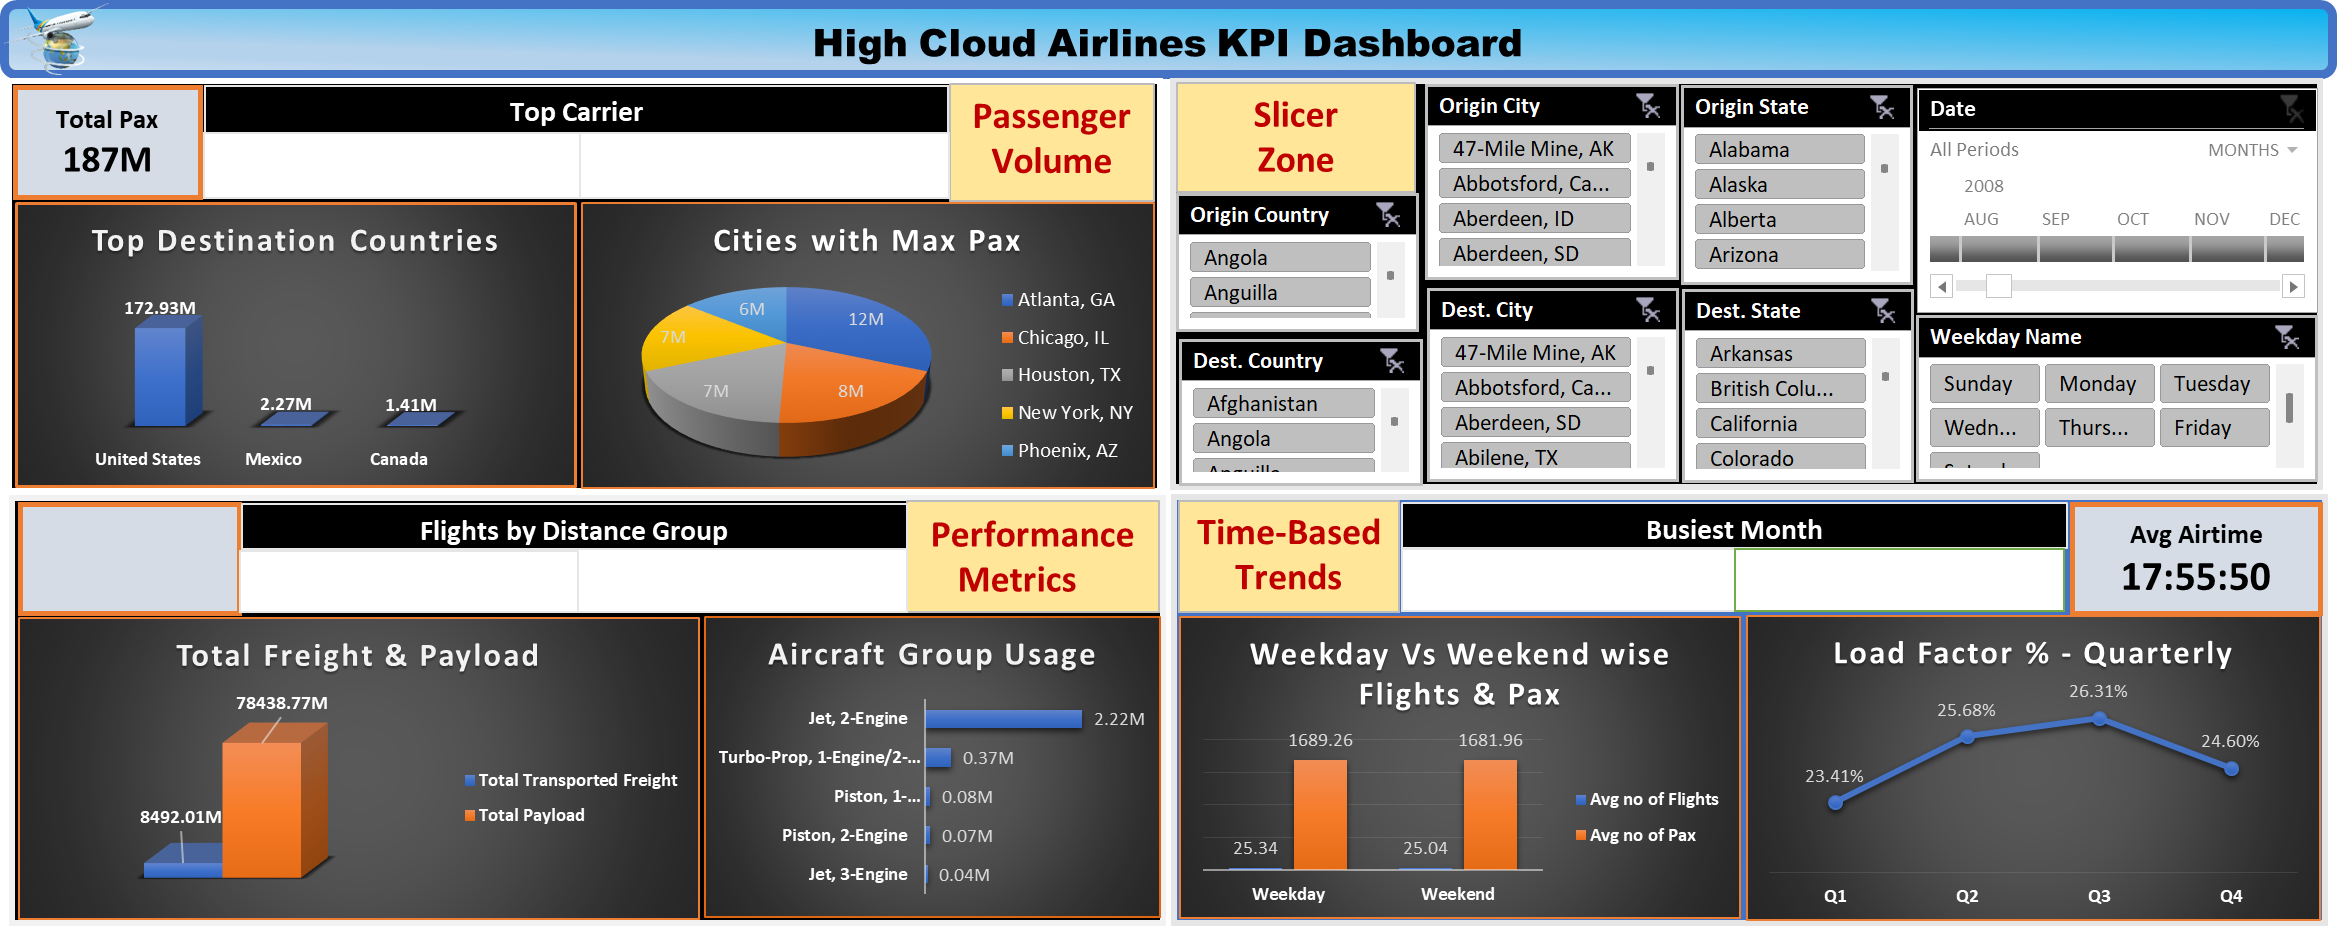 High Cloud Airlines KPI Dashboard
Total Pax
187M
Top Carrier
Passenger
Volume
Top Destination Countries
172.93M
2.27M
1.41M
United States
Mexico
Canada
Cities with Max Pax
12M
8M
7M
7M
6M
Atlanta, GA
Chicago, IL
Houston, TX
New York, NY
Phoenix, AZ
Slicer
Zone
Origin Country
Angola
Anguilla
Dest. Country
Afghanistan
Angola
Anguilla
Origin City
47-Mile Mine, AK
Abbotsford, Ca...
Aberdeen, ID
Aberdeen, SD
Dest. City
47-Mile Mine, AK
Abbotsford, Ca...
Aberdeen, SD
Abilene, TX
Origin State
Alabama
Alaska
Alberta
Arizona
Dest. State
Arkansas
British Colu...
California
Colorado
Date
All Periods
MONTHS
2008
AUG
SEP
OCT
NOV
DEC
Weekday Name
Sunday
Monday
Tuesday
Wedn...
Thurs...
Friday
Flights by Distance Group
Performance
Metrics
Total Freight & Payload
78438.77M
8492.01M
Total Transported Freight
Total Payload
Aircraft Group Usage
Jet, 2-Engine
2.22M
Turbo-Prop, 1-Engine/2-...
0.37M
Piston, 1-...
0.08M
Piston, 2-Engine
0.07M
Jet, 3-Engine
0.04M
Time-Based
Trends
Busiest Month
Avg Airtime
17:55:50
Weekday Vs Weekend wise
Flights & Pax
1689.26
1681.96
25.34
25.04
Weekday
Weekend
Avg no of Flights
Avg no of Pax
Load Factor % - Quarterly
23.41%
25.68%
26.31%
24.60%
Q1
Q2
Q3
Q4